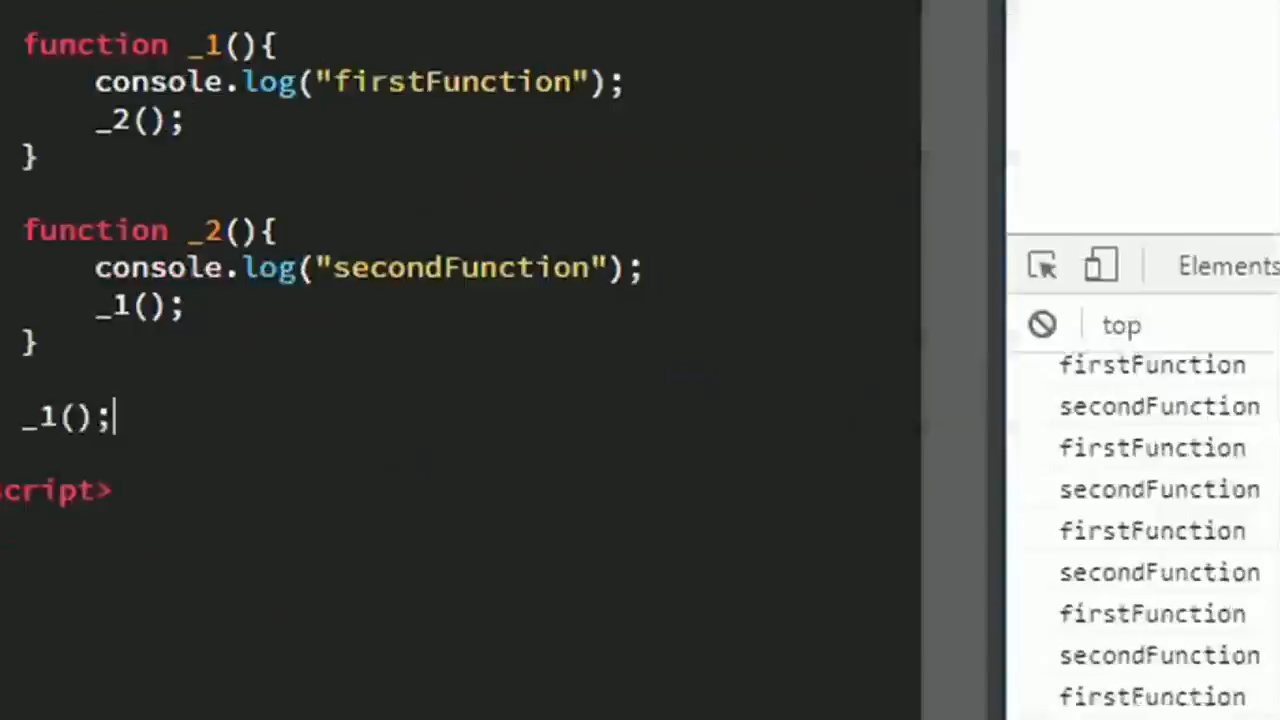 function _1(){
console.log("firstFunction");
_2();
}
function _2(){
console.log("secondFunction");
_1();
}
_1();
script>
Elements
top
firstFunction
secondFunction
firstFunction
secondFunction
firstFunction
secondFunction
firstFunction
secondFunction
firstFunction